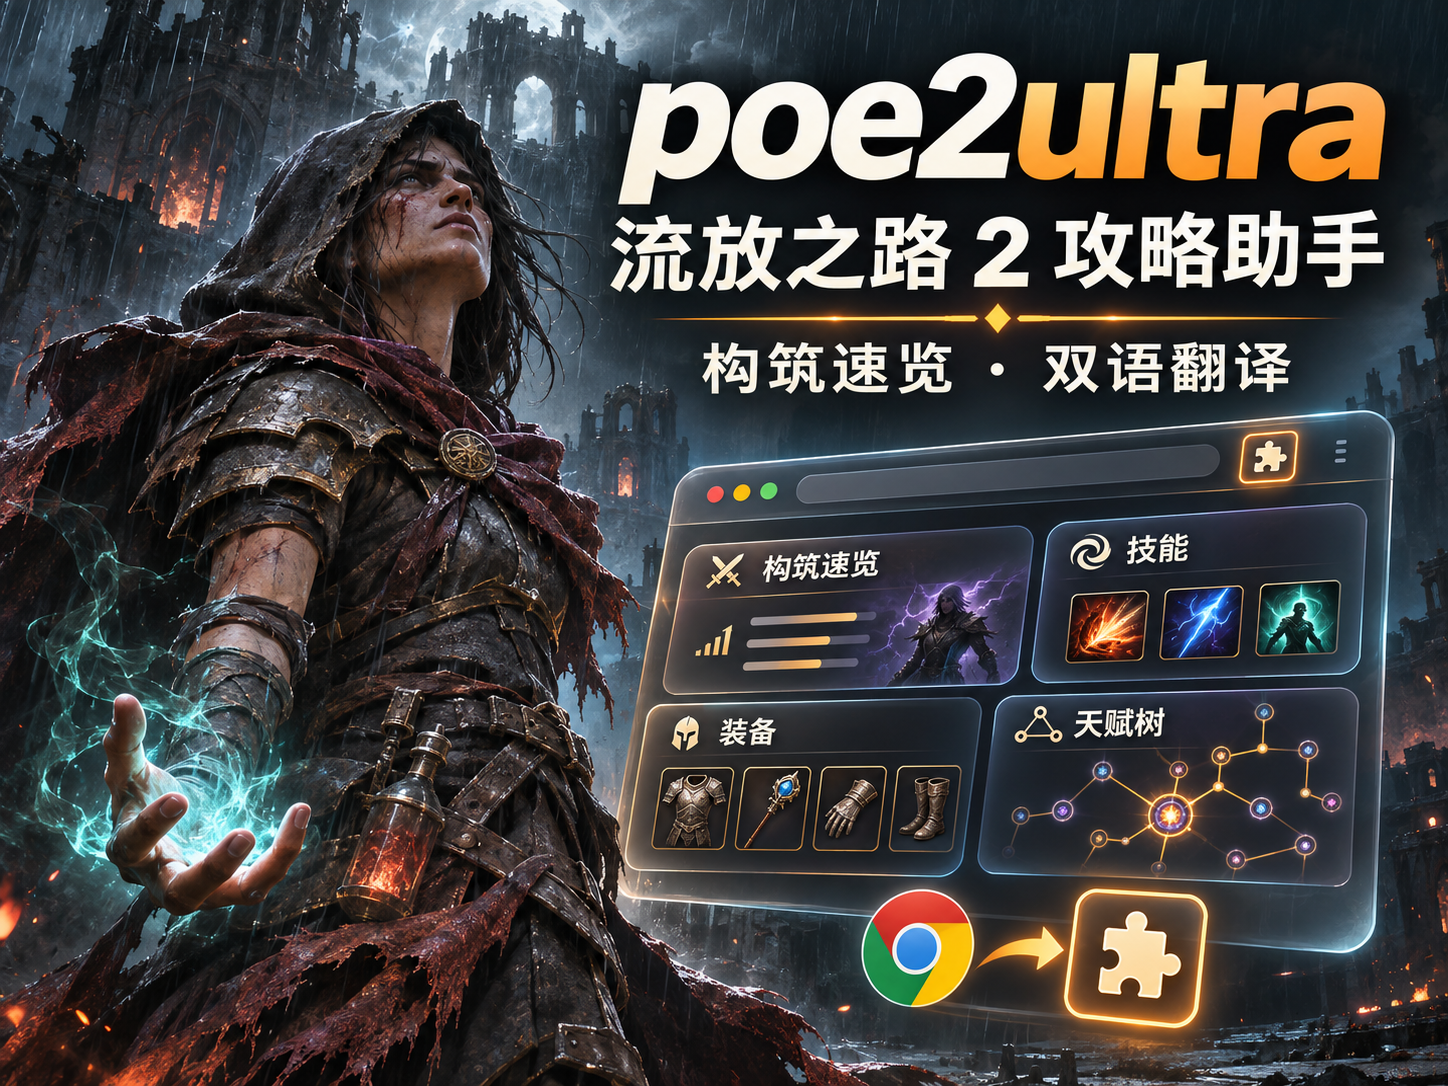 poe2ultra
流放之路 2 攻略助手
构筑速览 · 双语翻译
构筑速览
技能
装备
天赋树